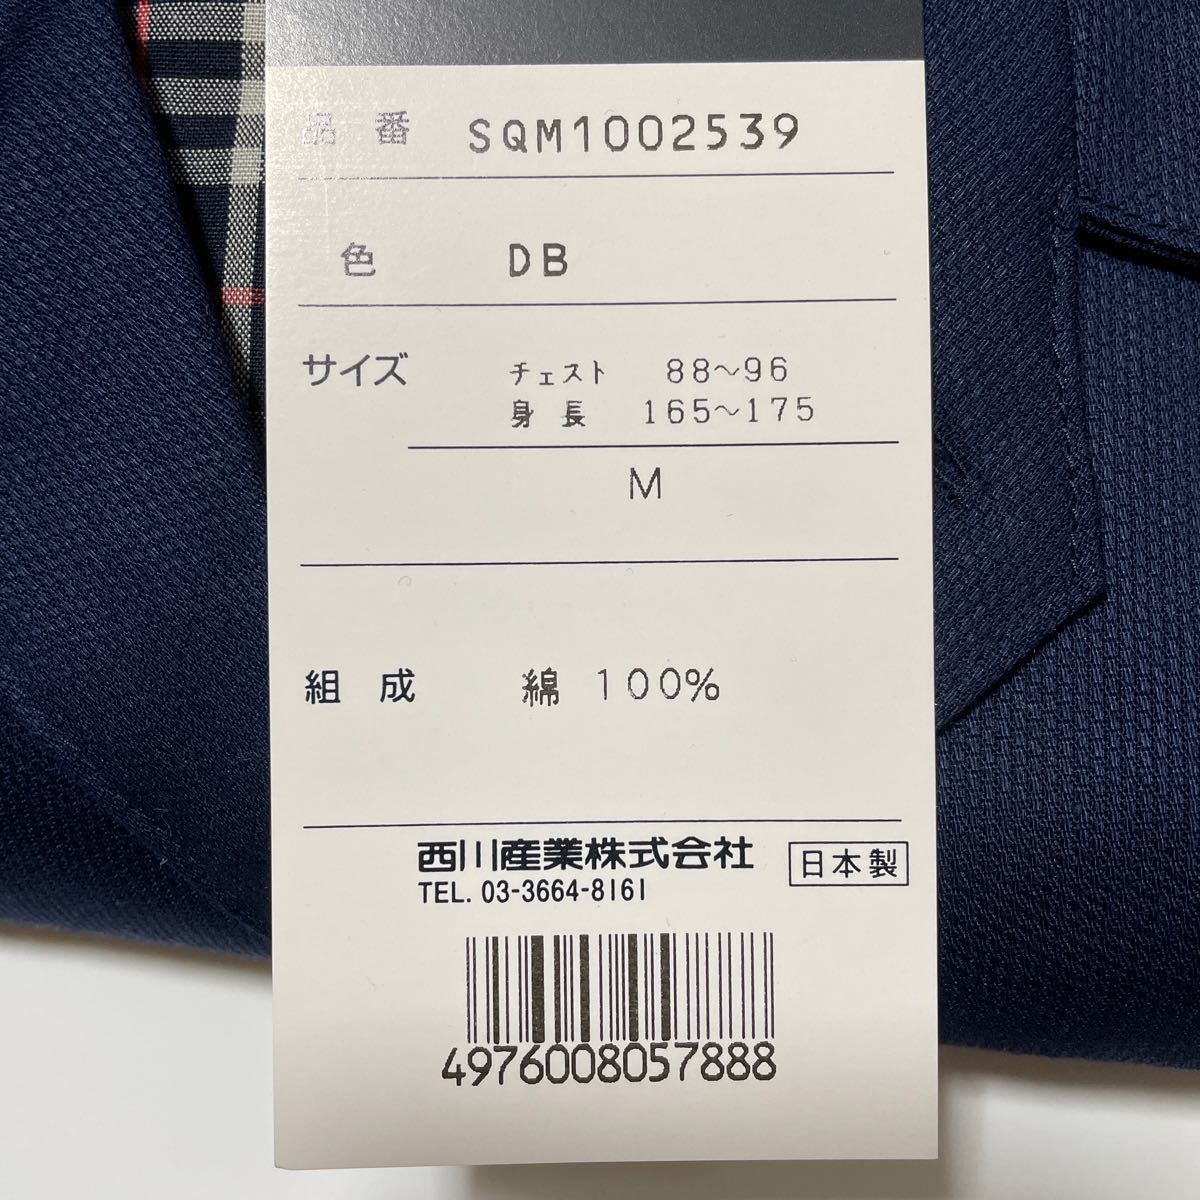 品番 SQM1002539
色 DB
サイズ チェスト 88～96
身長 165～175
M
組成 綿 100%
西川産業株式会社 日本製
TEL. 03-3664-8161
4976008057888